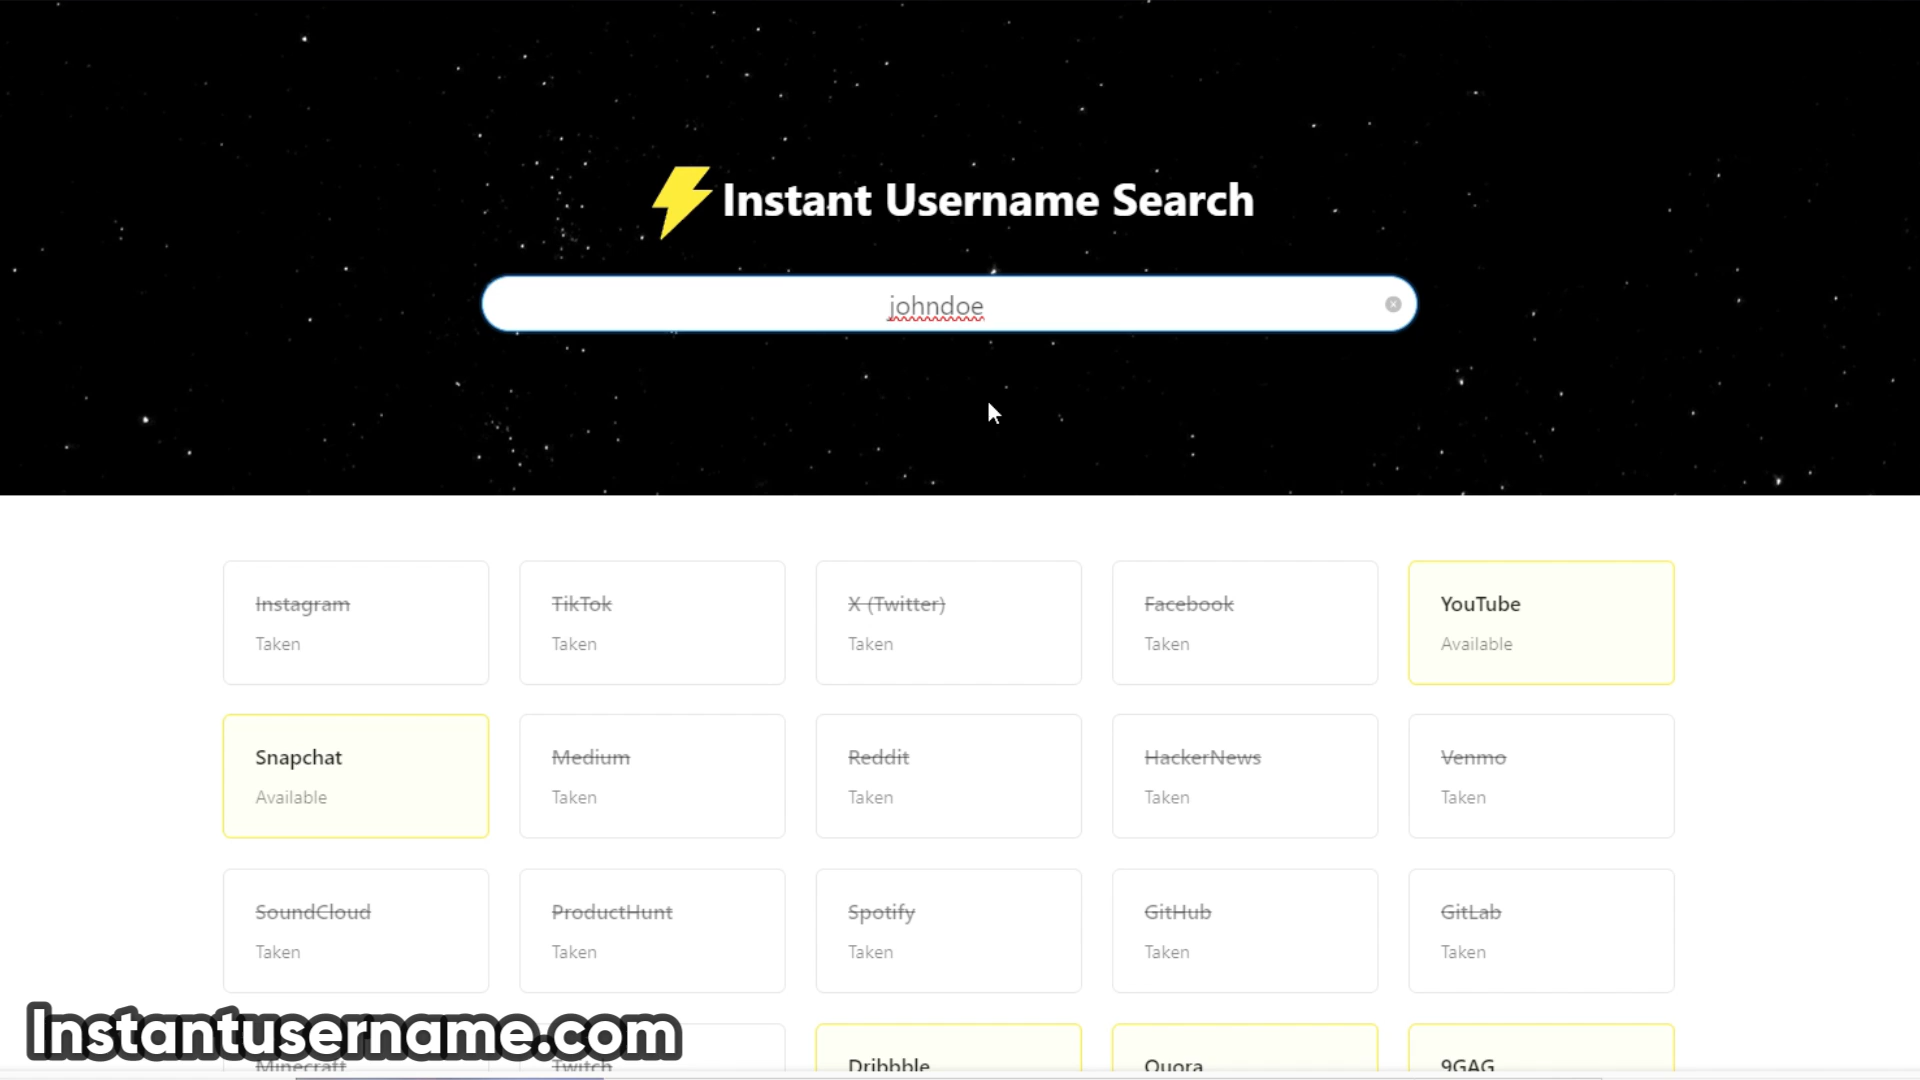 Instant Username Search
johndoe
Instagram TikTok X (Twitter) Facebook YouTube
Taken Taken Taken Taken Available
Snapchat Medium Reddit HackerNews Venmo
Available Taken Taken Taken Taken
SoundCloud ProductHunt Spotify GitHub GitLab
Taken Taken Taken Taken Taken
Instantusername.com
Minecraft Twitch Dribbble Quora 9GAG